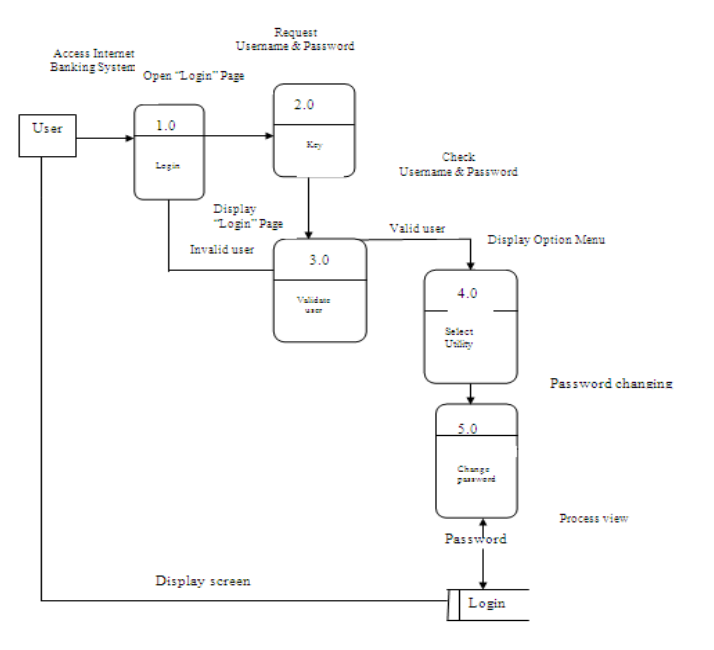 Request
Username & Password
Access Internet
Banking System
Open "Login" Page
User
1.0
Login
2.0
Key
Check
Username & Password
Display
"Login" Page
Invalid user
Valid user
Display Option Menu
3.0
Validate
user
4.0
Select
Utility
Password changing
5.0
Change
password
Process view
Password
Display screen
Login